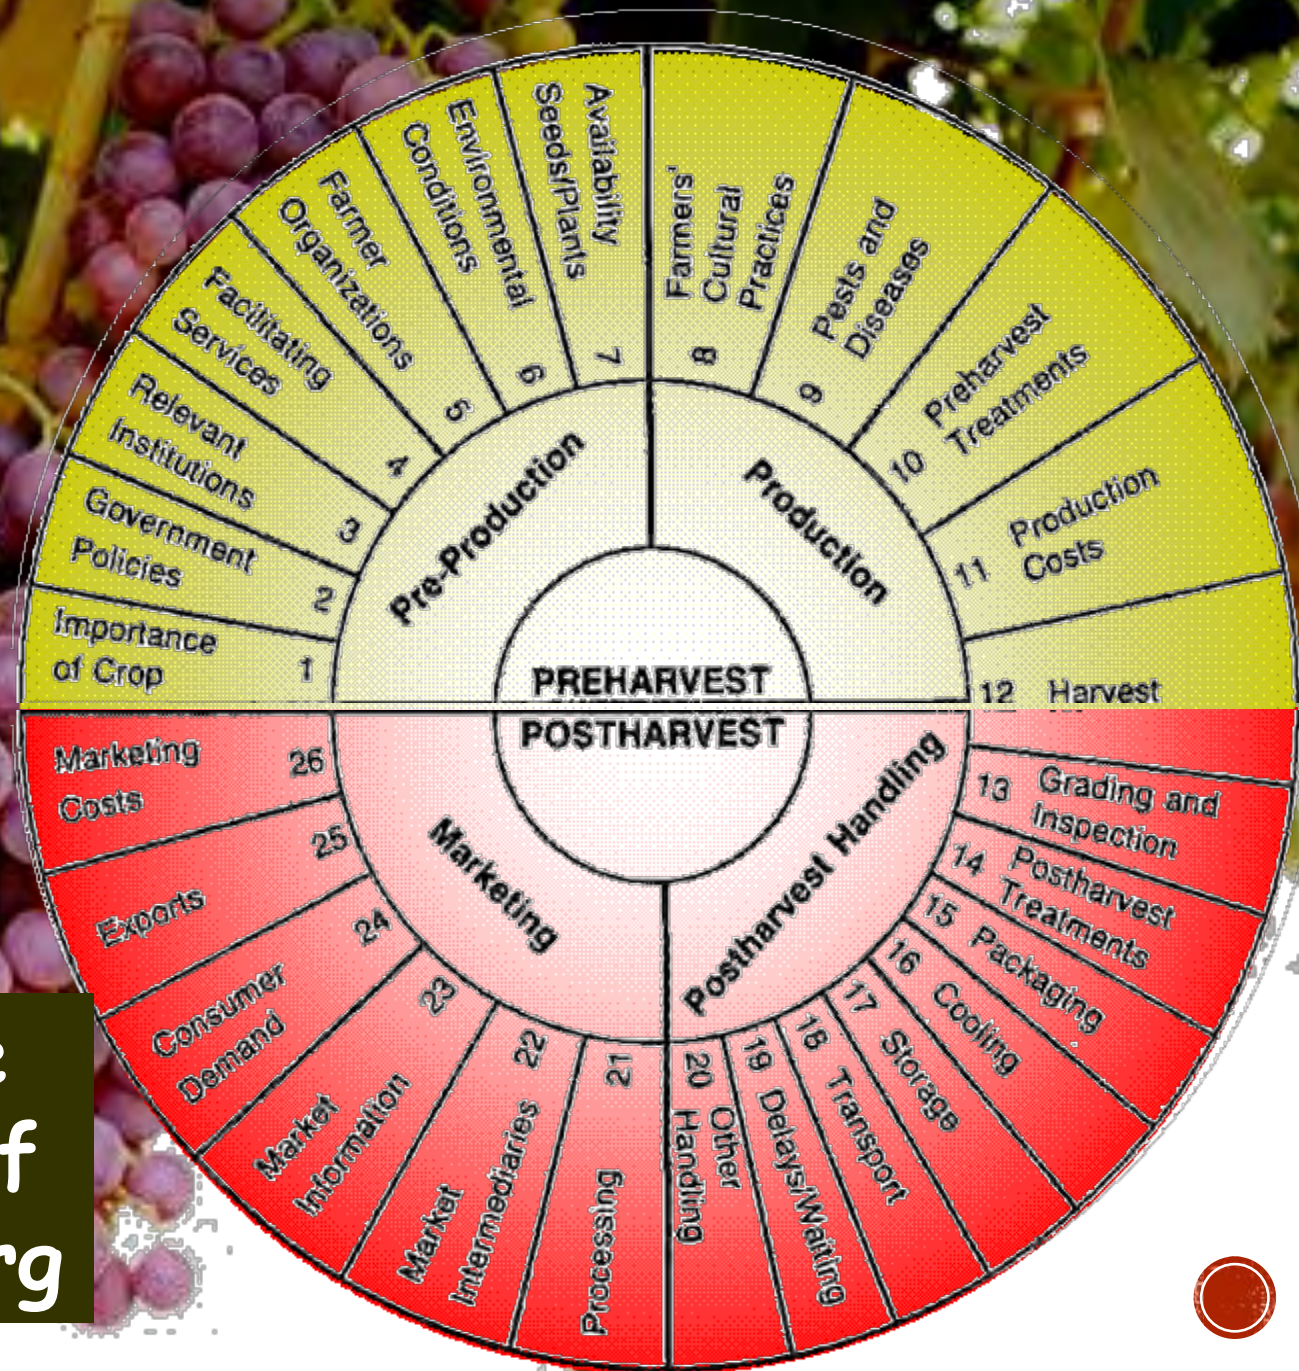 PREHARVEST
POSTHARVEST
Pre-Production
Production
Postharvest Handling
Marketing
1
Importance
of Crop
2
Government
Policies
3
Relevant
Institutions
4
Facilitating
Services
5
Farmer
Organizations
6
Environmental
Conditions
7
Availability
Seeds/Plants
8
Farmers'
Cultural
Practices
9
Pests and
Diseases
10
Preharvest
Treatments
11
Production
Costs
12 Harvest
13
Grading and
Inspection
14
Postharvest
Treatments
15 Packaging
16 Cooling
17 Storage
18 Transport
19 Delays/Waiting
20
Other
Handling
21
Processing
22
Market
Intermediaries
23
Market
Information
24
Consumer
Demand
25
Exports
26
Marketing
Costs
f
rg